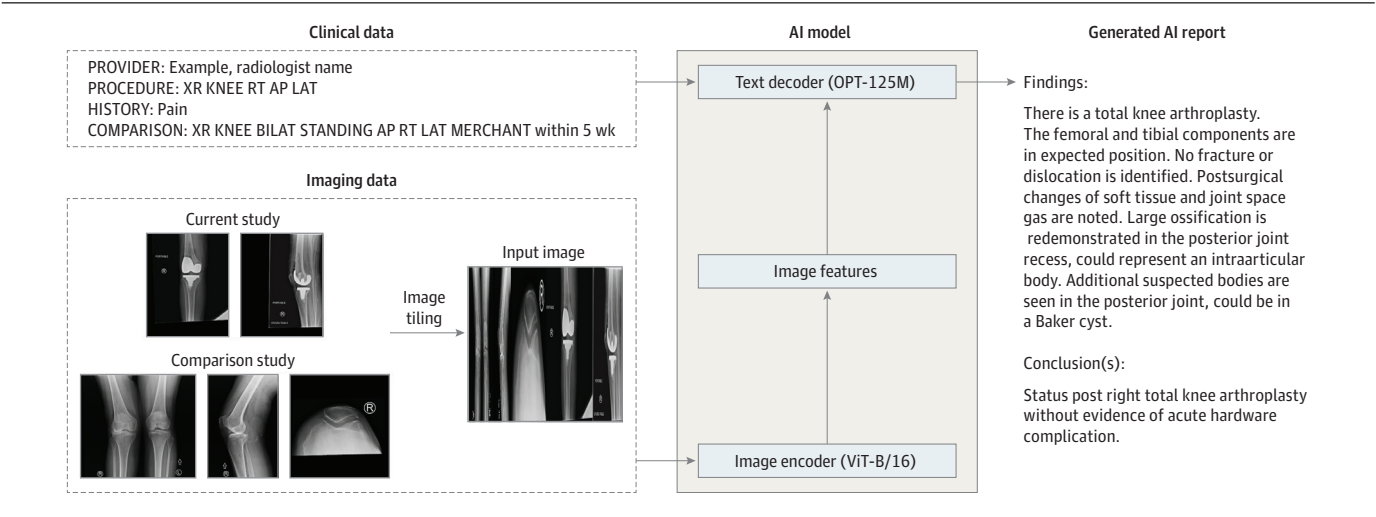 Clinical data
PROVIDER: Example, radiologist name
PROCEDURE: XR KNEE RT AP LAT
HISTORY: Pain
COMPARISON: XR KNEE BILAT STANDING AP RT LAT MERCHANT within 5 wk
Imaging data
Current study
Comparison study
R
Image
tiling
Input image
AI model
Text decoder (OPT-125M)
Image features
Image encoder (ViT-B/16)
Generated AI report
Findings:
There is a total knee arthroplasty.
The femoral and tibial components are
in expected position. No fracture or
dislocation is identified. Postsurgical
changes of soft tissue and joint space
gas are noted. Large ossification is
redemonstrated in the posterior joint
recess, could represent an intraarticular
body. Additional suspected bodies are
seen in the posterior joint, could be in
a Baker cyst.
Conclusion(s):
Status post right total knee arthroplasty
without evidence of acute hardware
complication.